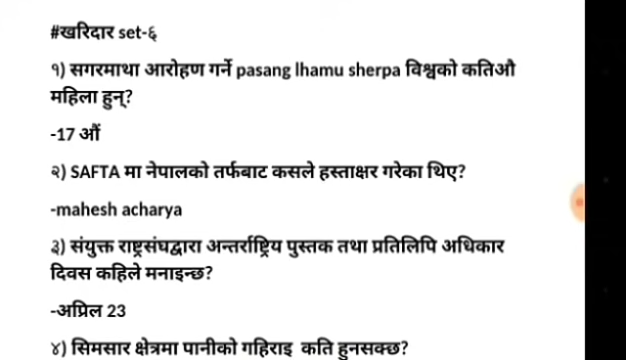 #खरिदार set-६
१) सगरमाथा आरोहण गर्ने pasang lhamu sherpa विश्वको कतिऔ
महिला हुन्?
-17 औं
२) SAFTA मा नेपालको तर्फबाट कसले हस्ताक्षर गरेका थिए?
-mahesh acharya
३) संयुक्त राष्ट्रसंघद्वारा अन्तर्राष्ट्रिय पुस्तक तथा प्रतिलिपि अधिकार
दिवस कहिले मनाइन्छ?
-अप्रिल 23
४) सिमसार क्षेत्रमा पानीको गहिराइ कति हुनसक्छ?